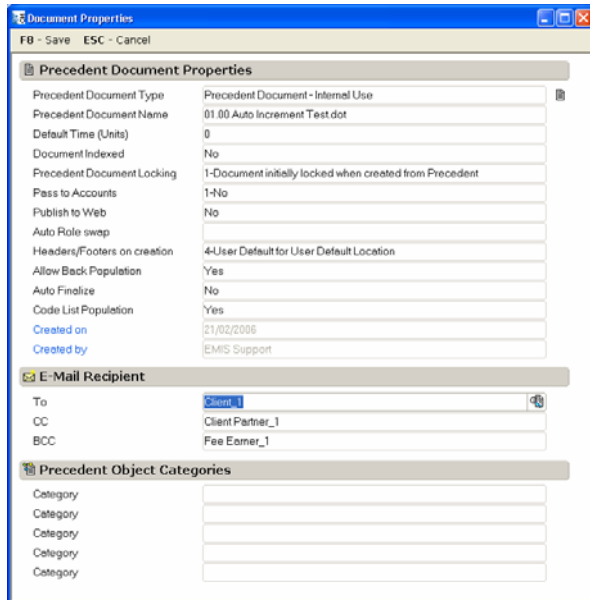 Document Properties
F8 - Save ESC - Cancel
Precedent Document Properties
Precedent Document Type Precedent Document - Internal Use
Precedent Document Name 01.00 Auto Increment Test.dot
Default Time (Units) 0
Document Indexed No
Precedent Document Locking 1-Document initially locked when created from Precedent
Pass to Accounts 1-No
Publish to Web No
Auto Role swap
Headers/Footers on creation 4-User Default for User Default Location
Allow Back Population Yes
Auto Finalize No
Code List Population Yes
Created on 21/02/2006
Created by EMIS Support
E-Mail Recipient
To Client_1
CC Client Partner_1
BCC Fee Earner_1
Precedent Object Categories
Category
Category
Category
Category
Category